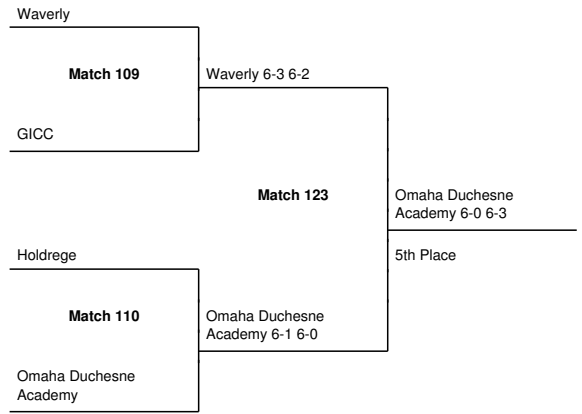 Waverly
Match 109
Waverly 6-3 6-2
GICC
Match 123
Omaha Duchesne
Academy 6-0 6-3
Holdrege
5th Place
Match 110
Omaha Duchesne
Academy 6-1 6-0
Omaha Duchesne
Academy